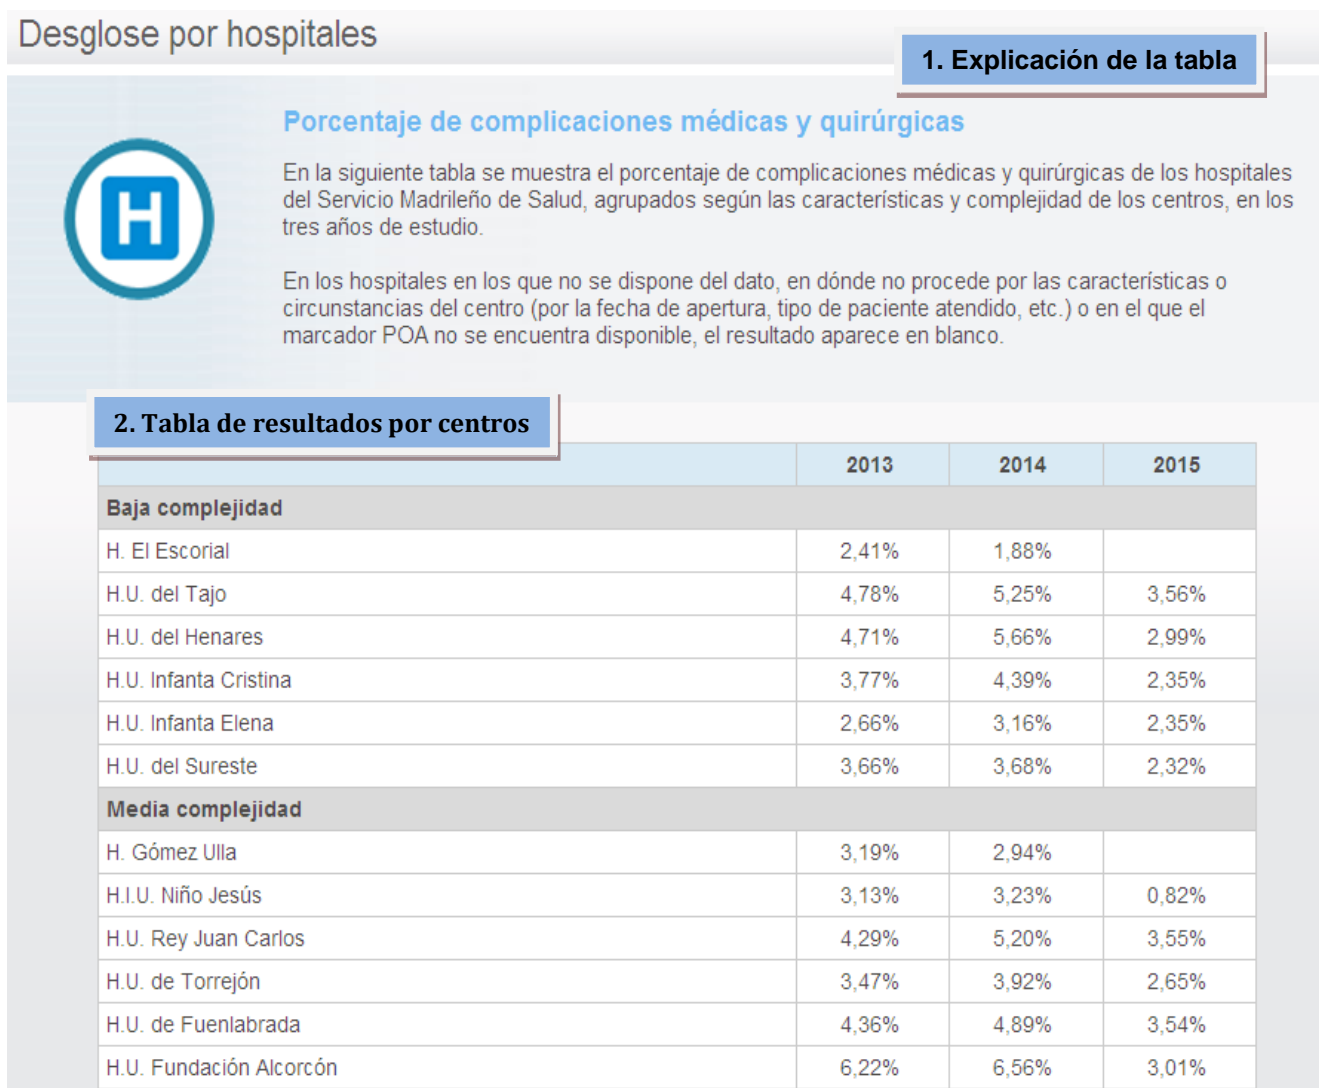 Desglose por hospitales
1. Explicación de la tabla
Porcentaje de complicaciones médicas y quirúrgicas
En la siguiente tabla se muestra el porcentaje de complicaciones médicas y quirúrgicas de los hospitales
del Servicio Madrileño de Salud, agrupados según las características y complejidad de los centros, en los
tres años de estudio.
En los hospitales en los que no se dispone del dato, en dónde no procede por las características o
circunstancias del centro (por la fecha de apertura, tipo de paciente atendido, etc.) o en el que el
marcador POA no se encuentra disponible, el resultado aparece en blanco.
H
2. Tabla de resultados por centros
2013 2014 2015
Baja complejidad
H. El Escorial 2,41% 1,88%
H.U. del Tajo 4,78% 5,25% 3,56%
H.U. del Henares 4,71% 5,66% 2,99%
H.U. Infanta Cristina 3,77% 4,39% 2,35%
H.U. Infanta Elena 2,66% 3,16% 2,35%
H.U. del Sureste 3,66% 3,68% 2,32%
Media complejidad
H. Gómez Ulla 3,19% 2,94%
H.I.U. Niño Jesús 3,13% 3,23% 0,82%
H.U. Rey Juan Carlos 4,29% 5,20% 3,55%
H.U. de Torrejón 3,47% 3,92% 2,65%
H.U. de Fuenlabrada 4,36% 4,89% 3,54%
H.U. Fundación Alcorcón 6,22% 6,56% 3,01%